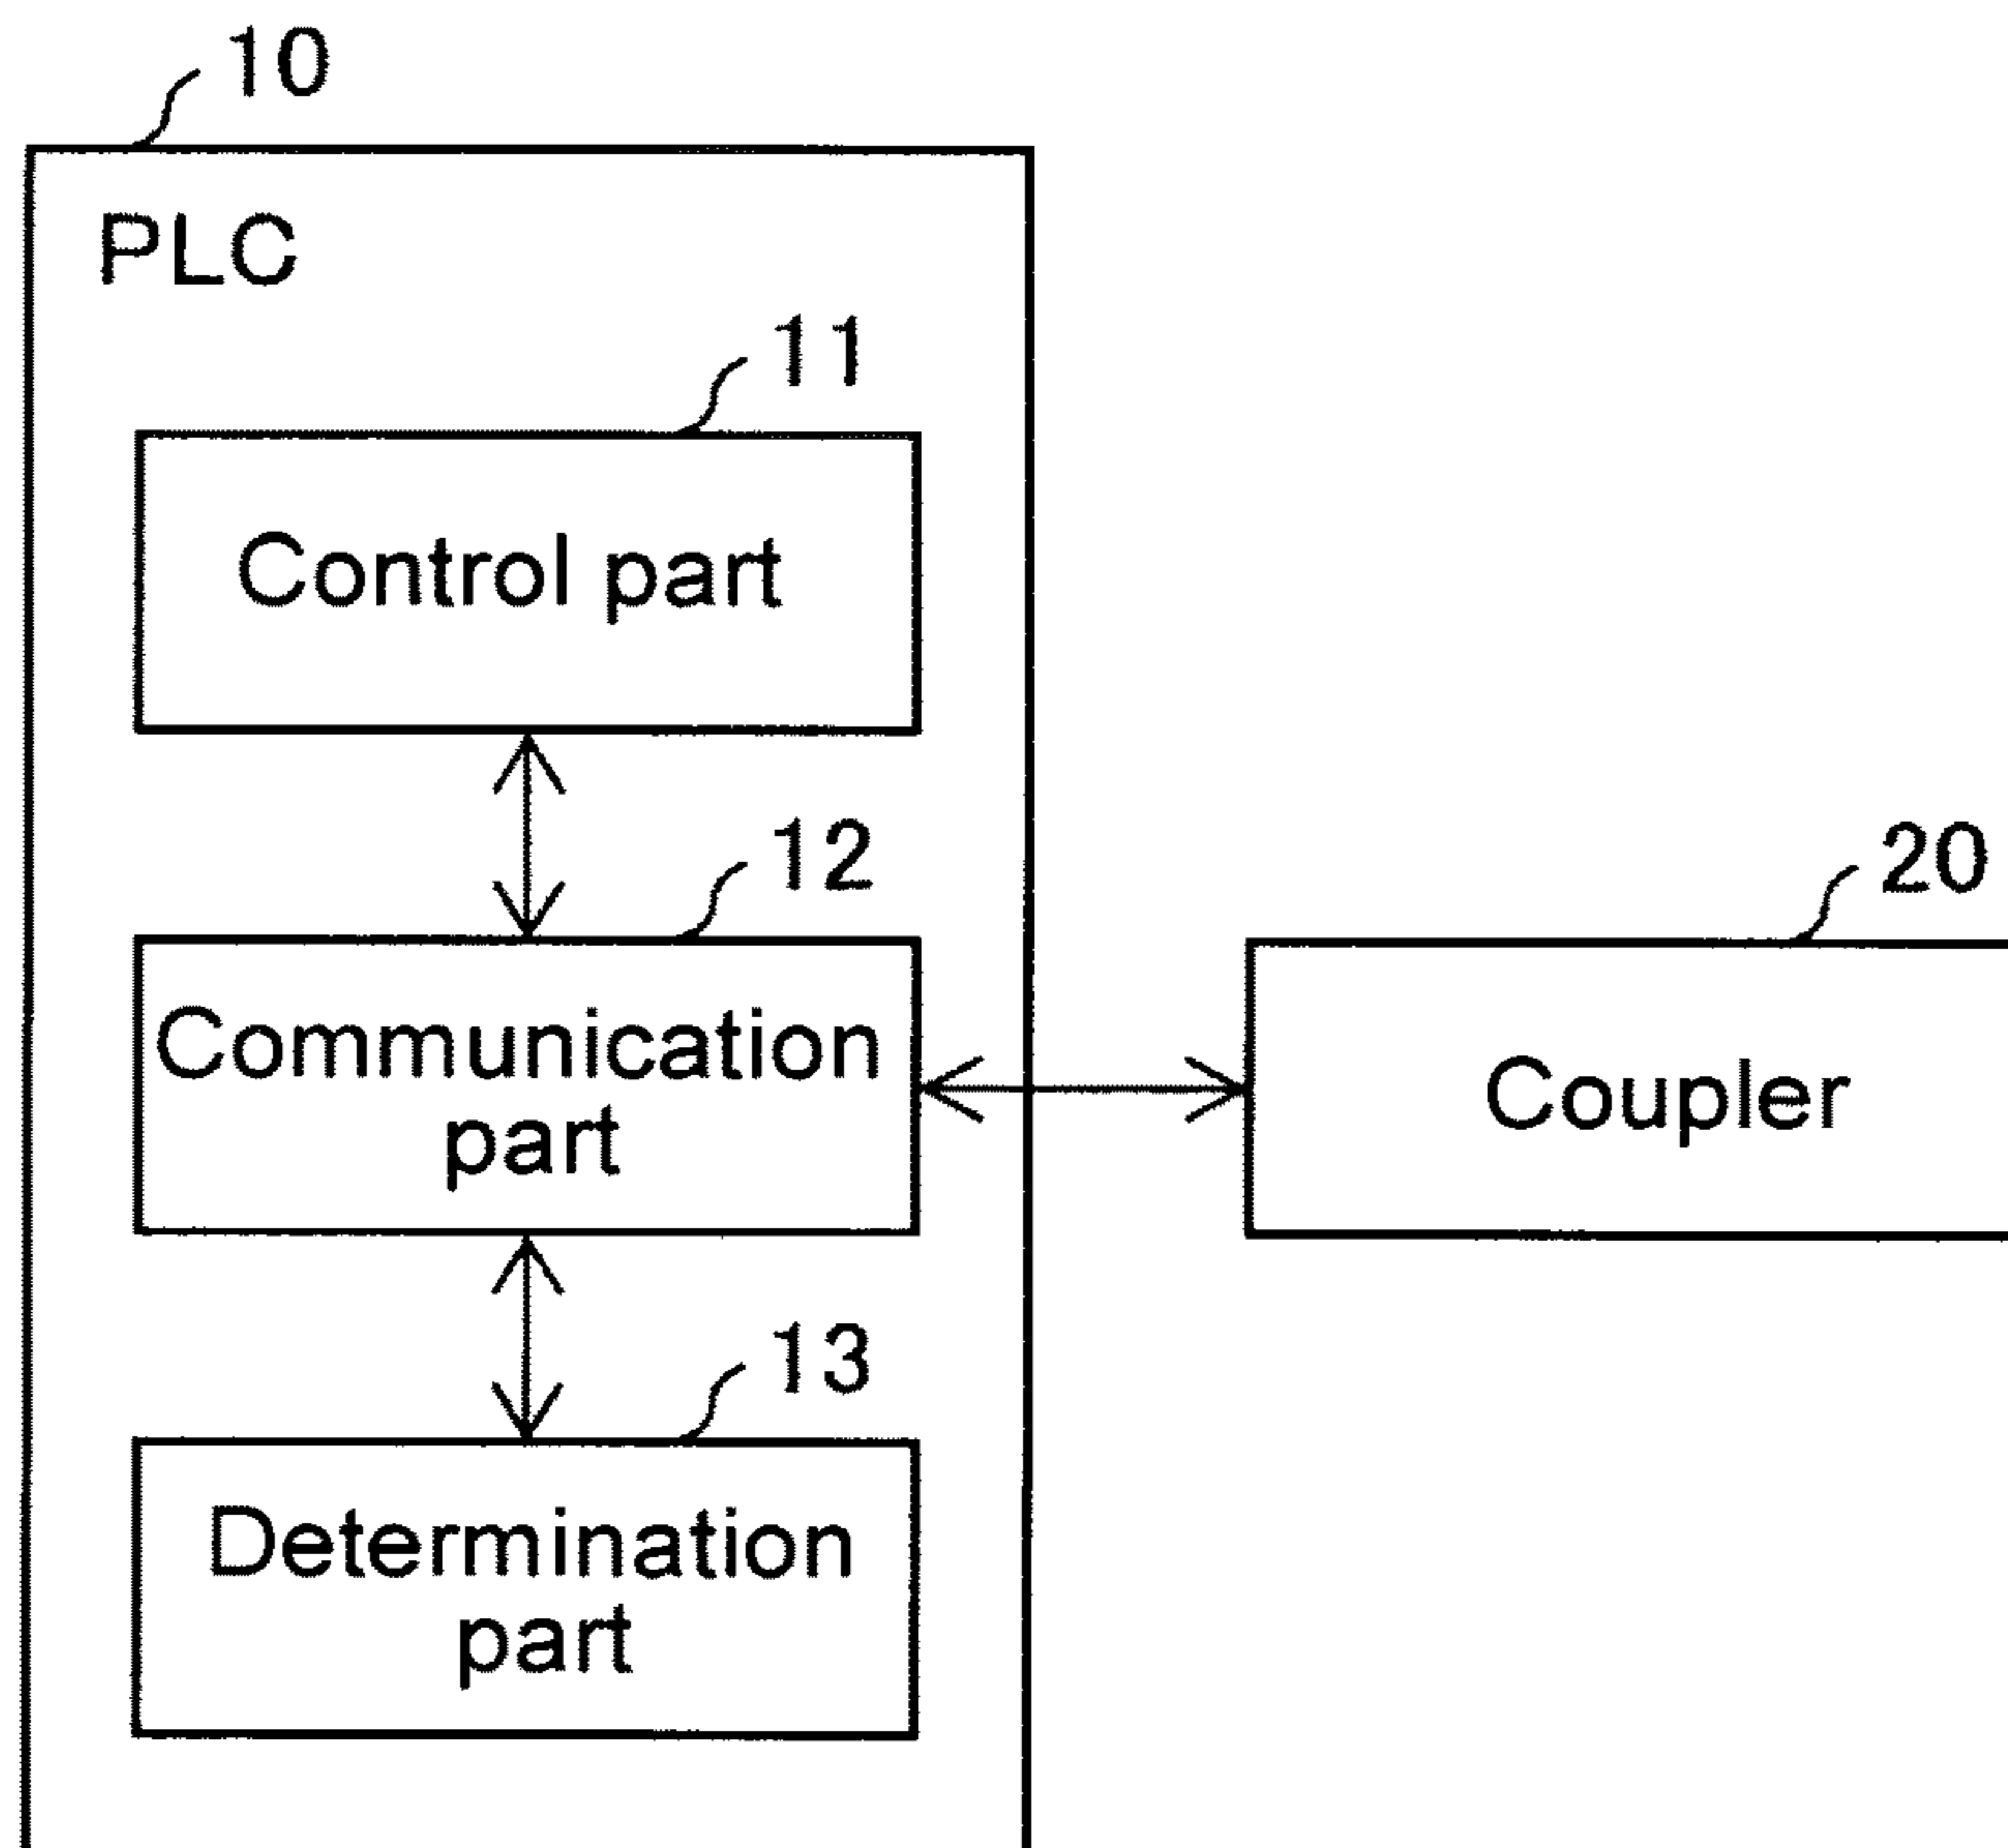 10
PLC
11
Control part
12
Communication
part
20
Coupler
13
Determination
part